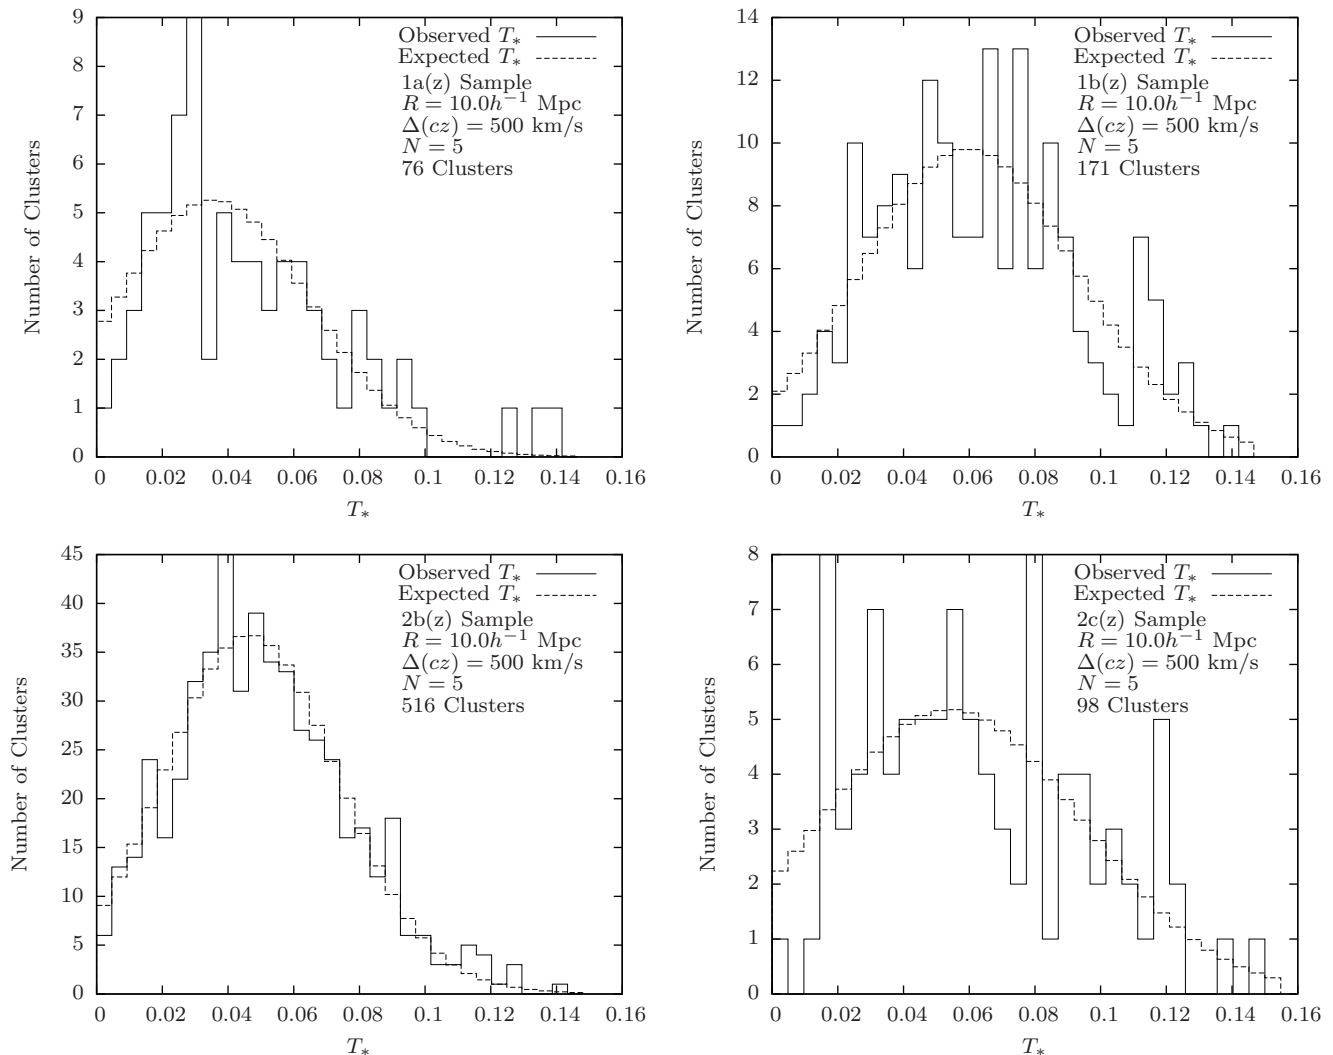 Observed T*
Expected T*
1a(z) Sample
R = 10.0h⁻¹ Mpc
Δ(cz) = 500 km/s
N = 5
76 Clusters
Number of Clusters
9
8
7
6
5
4
3
2
1
0
0 0.02 0.04 0.06 0.08 0.1 0.12 0.14 0.16
T*
Observed T*
Expected T*
1b(z) Sample
R = 10.0h⁻¹ Mpc
Δ(cz) = 500 km/s
N = 5
171 Clusters
Number of Clusters
14
12
10
8
6
4
2
0
0 0.02 0.04 0.06 0.08 0.1 0.12 0.14 0.16
T*
Observed T*
Expected T*
2b(z) Sample
R = 10.0h⁻¹ Mpc
Δ(cz) = 500 km/s
N = 5
516 Clusters
Number of Clusters
45
40
35
30
25
20
15
10
5
0
0 0.02 0.04 0.06 0.08 0.1 0.12 0.14 0.16
T*
Observed T*
Expected T*
2c(z) Sample
R = 10.0h⁻¹ Mpc
Δ(cz) = 500 km/s
N = 5
98 Clusters
Number of Clusters
8
7
6
5
4
3
2
1
0
0 0.02 0.04 0.06 0.08 0.1 0.12 0.14 0.16
T*